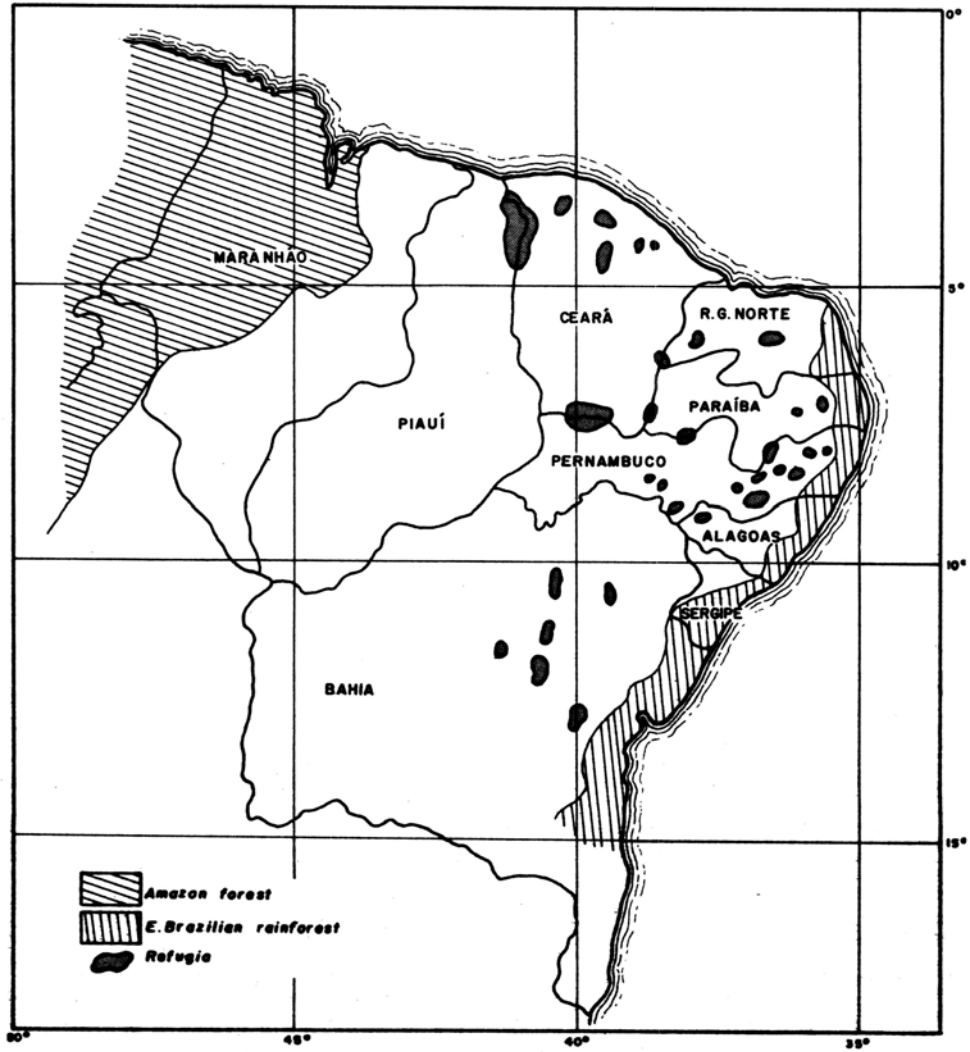 0°
MARANHÃO
5°
CEARÁ
R.G. NORTE
PARAÍBA
PIAUÍ
PERNAMBUCO
ALAGOAS
10°
SERGIPE
BAHIA
15°
Amazon forest
E. Brazilian rainforest
Refugia
50°
45°
40°
35°